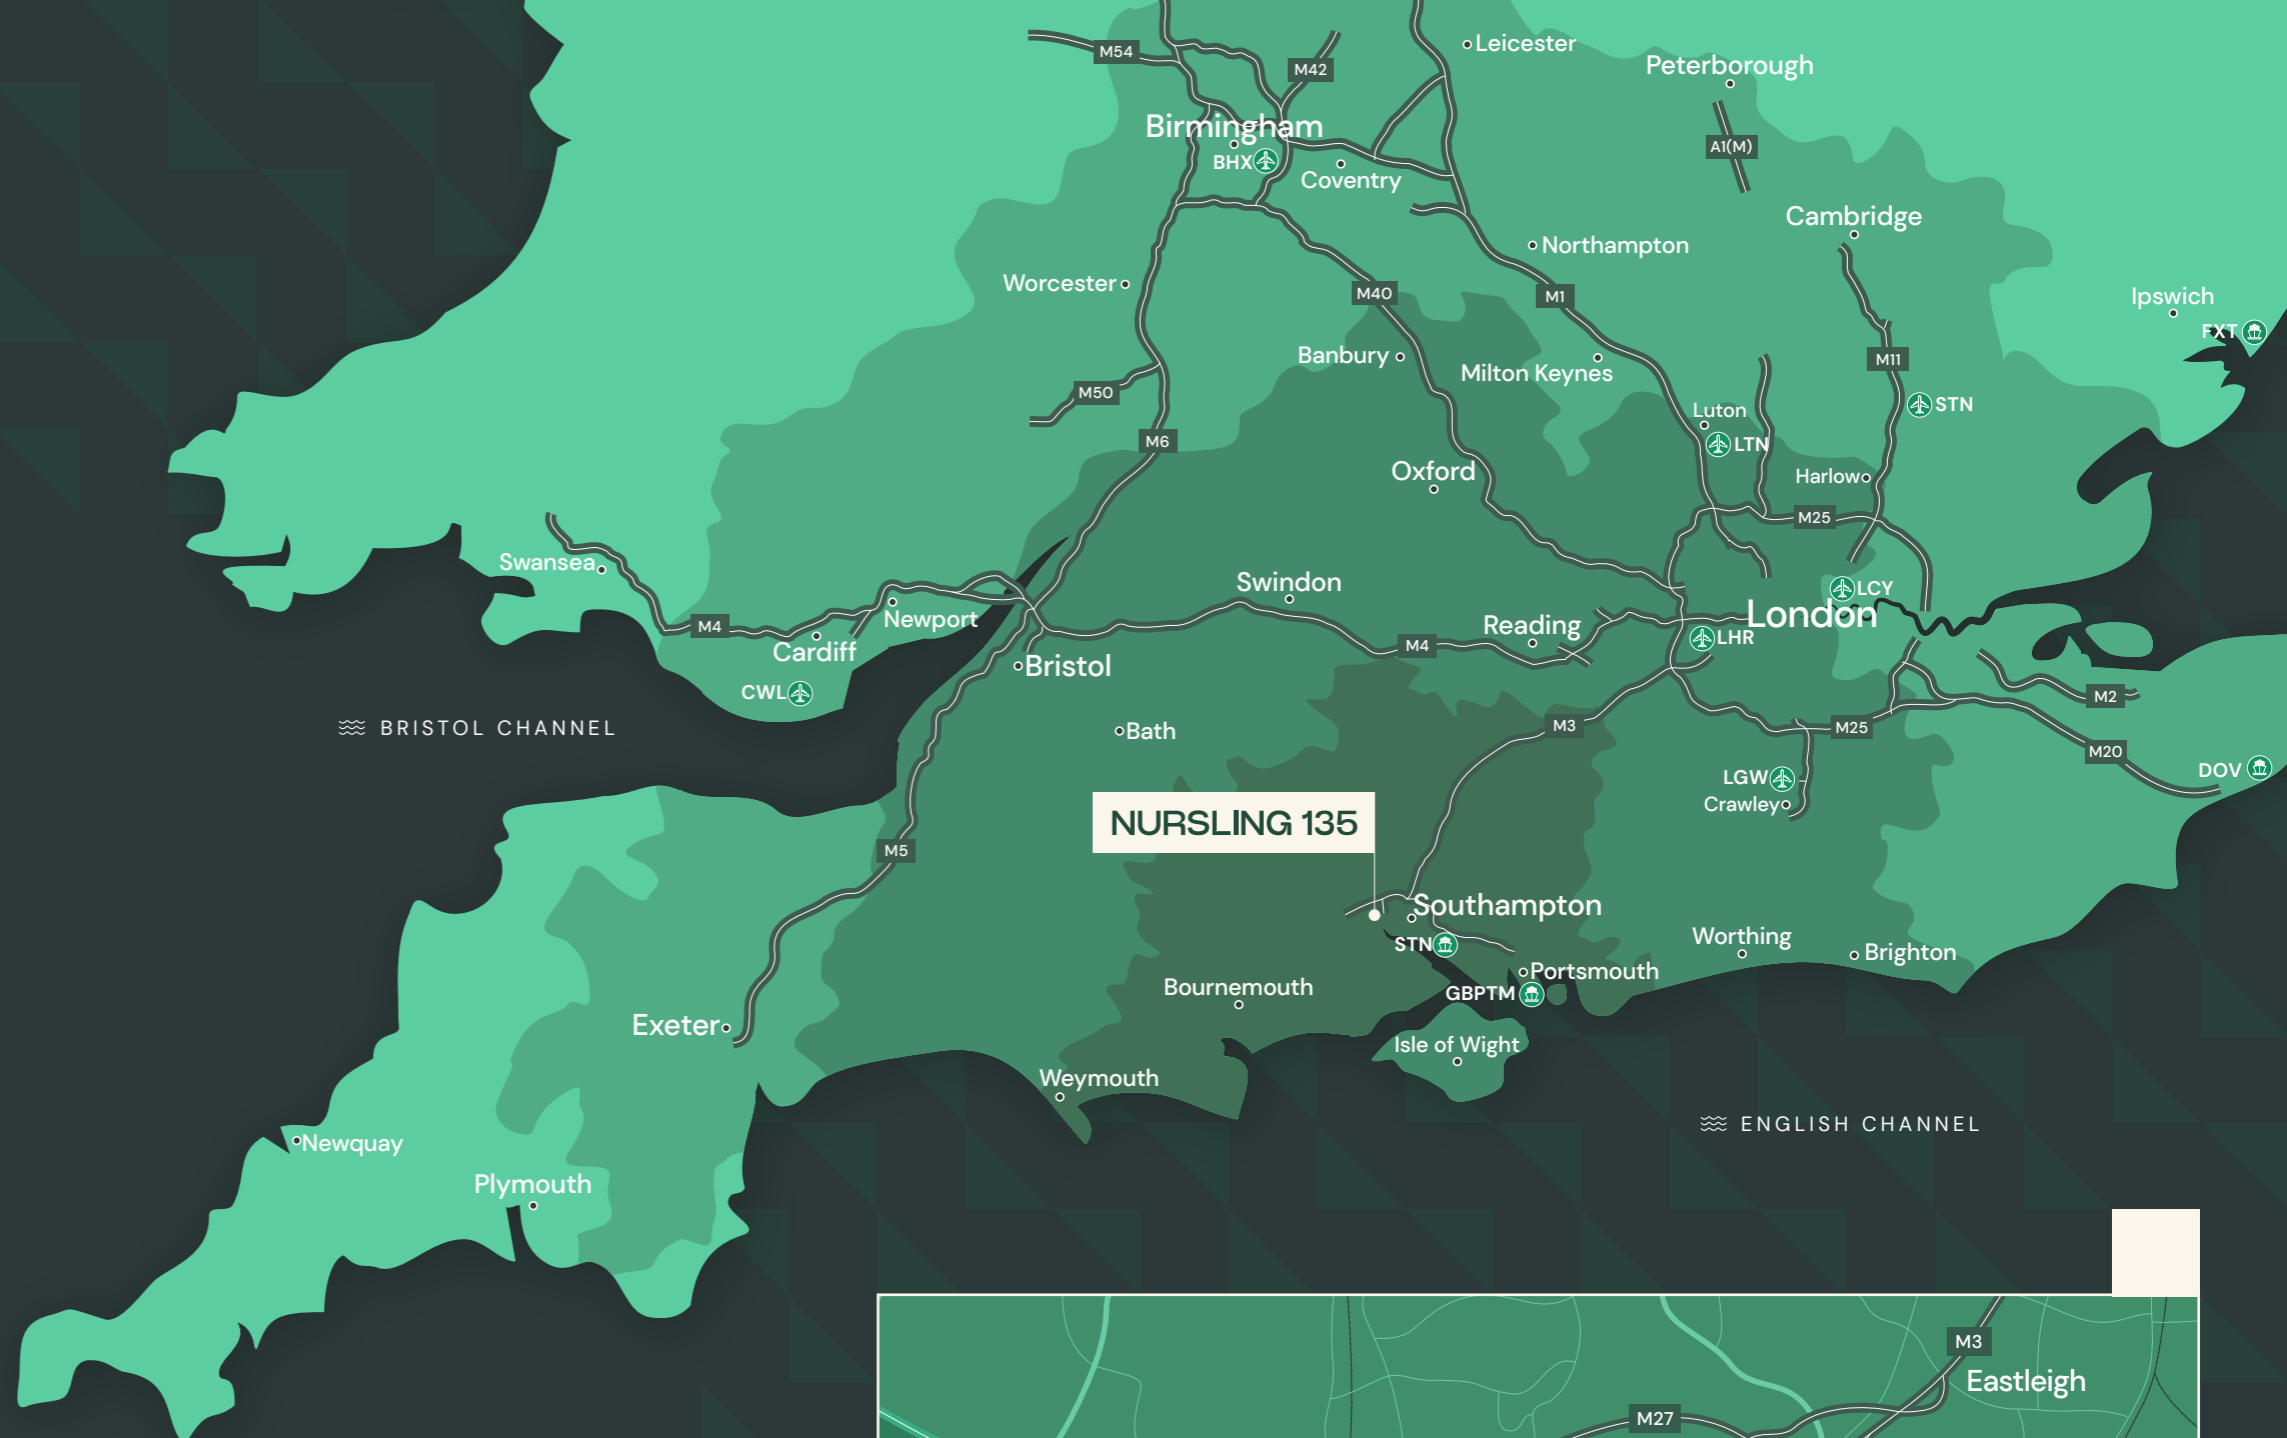 M54
M42
Leicester
Peterborough
Birmingham
BHX
Coventry
A1(M)
Cambridge
Northampton
Worcester
M40
M1
Ipswich
FXT
Banbury
Milton Keynes
M11
M50
STN
Luton
LTN
M6
Oxford
Harlow
M25
Swansea
Swindon
LCY
Newport
London
M4
Cardiff
Reading
LHR
M4
Bristol
CWL
M2
BRISTOL CHANNEL
Bath
M3
M25
M20
DOV
LGW
Crawley
NURSLING 135
M5
Southampton
STN
Worthing
Brighton
Portsmouth
Bournemouth
GBPTM
Exeter
Isle of Wight
Weymouth
ENGLISH CHANNEL
Newquay
Plymouth
M3
Eastleigh
M27